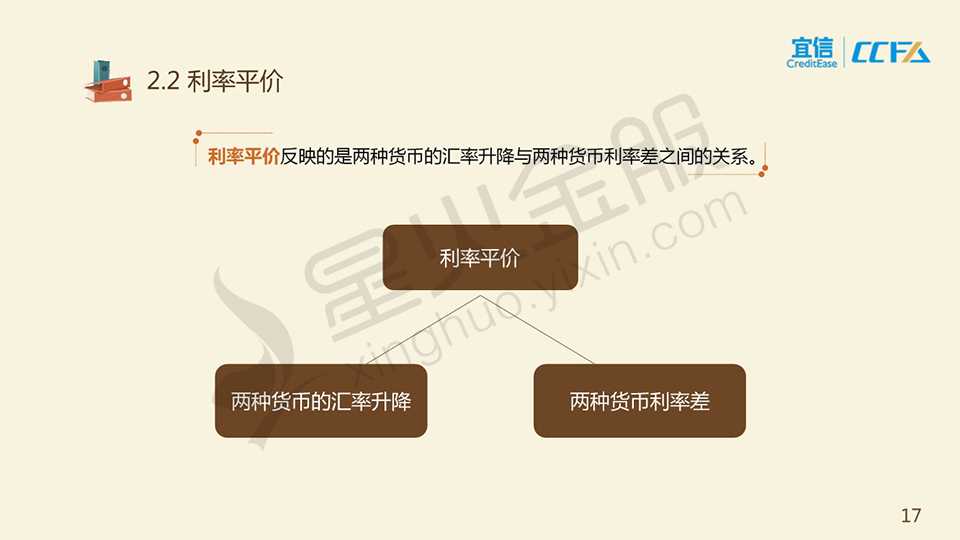 宜信
CreditEase
CCFA
2.2 利率平价
利率平价反映的是两种货币的汇率升降与两种货币利率差之间的关系。
星火金服
xinghuo.yixin.com
利率平价
两种货币的汇率升降
两种货币利率差
17